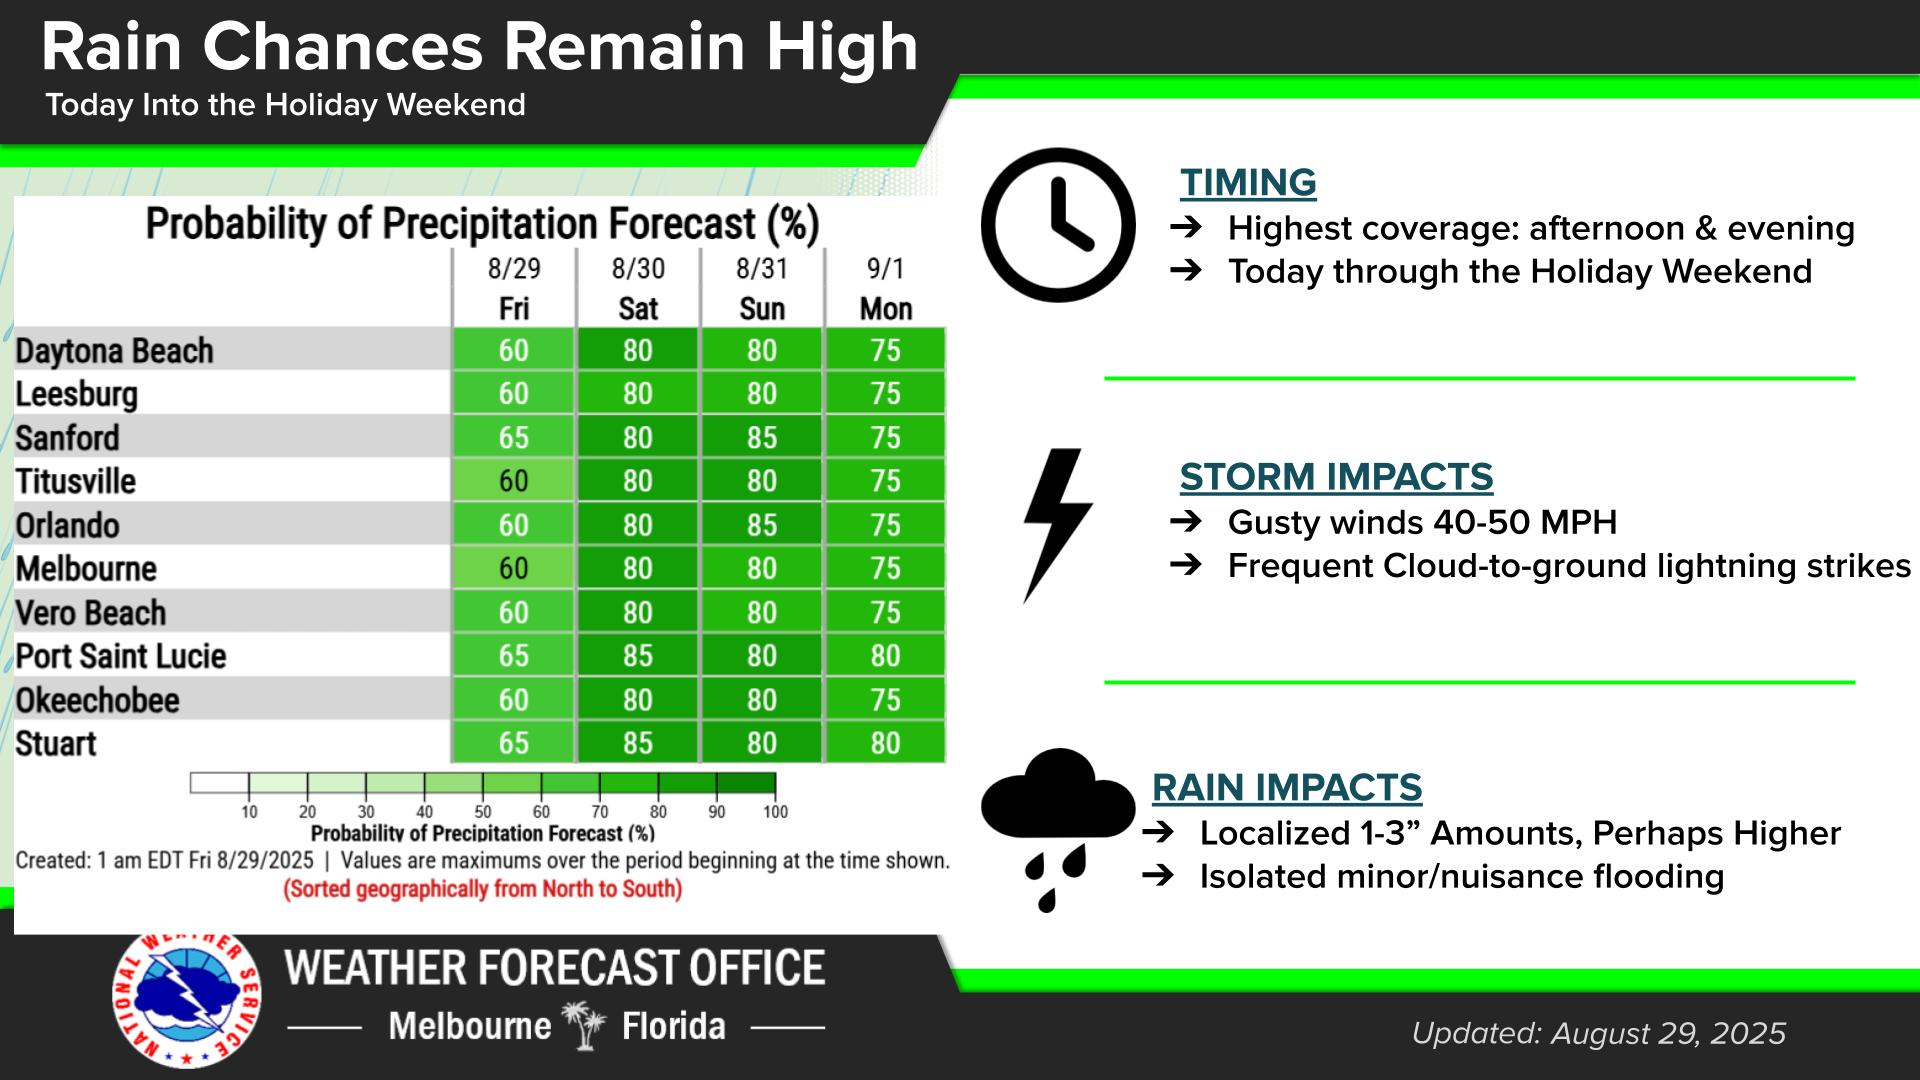 Rain Chances Remain High
Today Into the Holiday Weekend
Probability of Precipitation Forecast (%)
8/29 8/30 8/31 9/1
Fri Sat Sun Mon
Daytona Beach 60 80 80 75
Leesburg 60 80 80 75
Sanford 65 80 85 75
Titusville 60 80 80 75
Orlando 60 80 85 75
Melbourne 60 80 80 75
Vero Beach 60 80 80 75
Port Saint Lucie 65 85 80 80
Okeechobee 60 80 80 75
Stuart 65 85 80 80
10 20 30 40 50 60 70 80 90 100
Probability of Precipitation Forecast (%)
Created: 1 am EDT Fri 8/29/2025 | Values are maximums over the period beginning at the time shown.
(Sorted geographically from North to South)
TIMING
➔ Highest coverage: afternoon & evening
➔ Today through the Holiday Weekend
STORM IMPACTS
➔ Gusty winds 40-50 MPH
➔ Frequent Cloud-to-ground lightning strikes
RAIN IMPACTS
➔ Localized 1-3” Amounts, Perhaps Higher
➔ Isolated minor/nuisance flooding
NATIONAL WEATHER SERVICE
WEATHER FORECAST OFFICE
Melbourne Florida
Updated: August 29, 2025